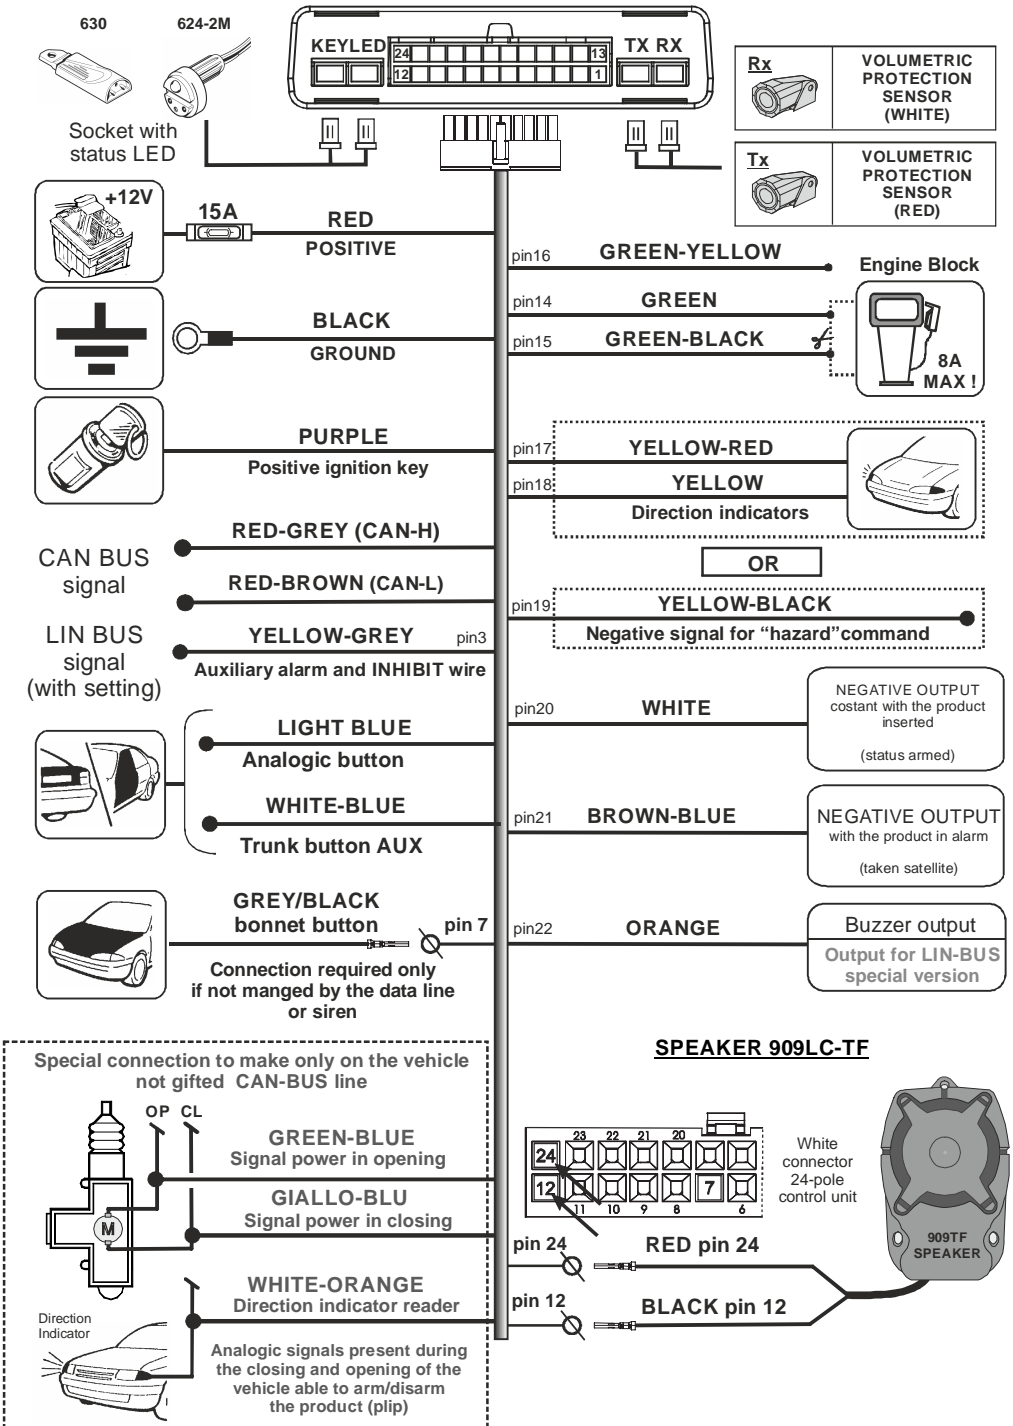 630
624-2M
KEY LED
TX RX
24
13
12
1
Socket with
status LED
Rx
VOLUMETRIC
PROTECTION
SENSOR
(WHITE)
Tx
VOLUMETRIC
PROTECTION
SENSOR
(RED)
+12V
15A
RED
POSITIVE
BLACK
GROUND
PURPLE
Positive ignition key
CAN BUS
signal
RED-GREY (CAN-H)
RED-BROWN (CAN-L)
LIN BUS
signal
(with setting)
YELLOW-GREY
pin3
Auxiliary alarm and INHIBIT wire
LIGHT BLUE
Analogic button
WHITE-BLUE
Trunk button AUX
GREY/BLACK
bonnet button
pin 7
Connection required only
if not manged by the data line
or siren
pin16
GREEN-YELLOW
pin14
GREEN
pin15
GREEN-BLACK
Engine Block
8A
MAX !
pin17
YELLOW-RED
pin18
YELLOW
Direction indicators
OR
pin19
YELLOW-BLACK
Negative signal for “hazard”command
pin20
WHITE
NEGATIVE OUTPUT
costant with the product
inserted
(status armed)
pin21
BROWN-BLUE
NEGATIVE OUTPUT
with the product in alarm
(taken satellite)
pin22
ORANGE
Buzzer output
Output for LIN-BUS
special version
Special connection to make only on the vehicle
not gifted CAN-BUS line
OP CL
GREEN-BLUE
Signal power in opening
GIALLO-BLU
Signal power in closing
M
WHITE-ORANGE
Direction indicator reader
Direction
Indicator
Analogic signals present during
the closing and opening of the
vehicle able to arm/disarm
the product (plip)
SPEAKER 909LC-TF
23 22 21 20
24
12
7
11 10 9 8 6
White
connector
24-pole
control unit
909TF
SPEAKER
pin 24
RED pin 24
pin 12
BLACK pin 12